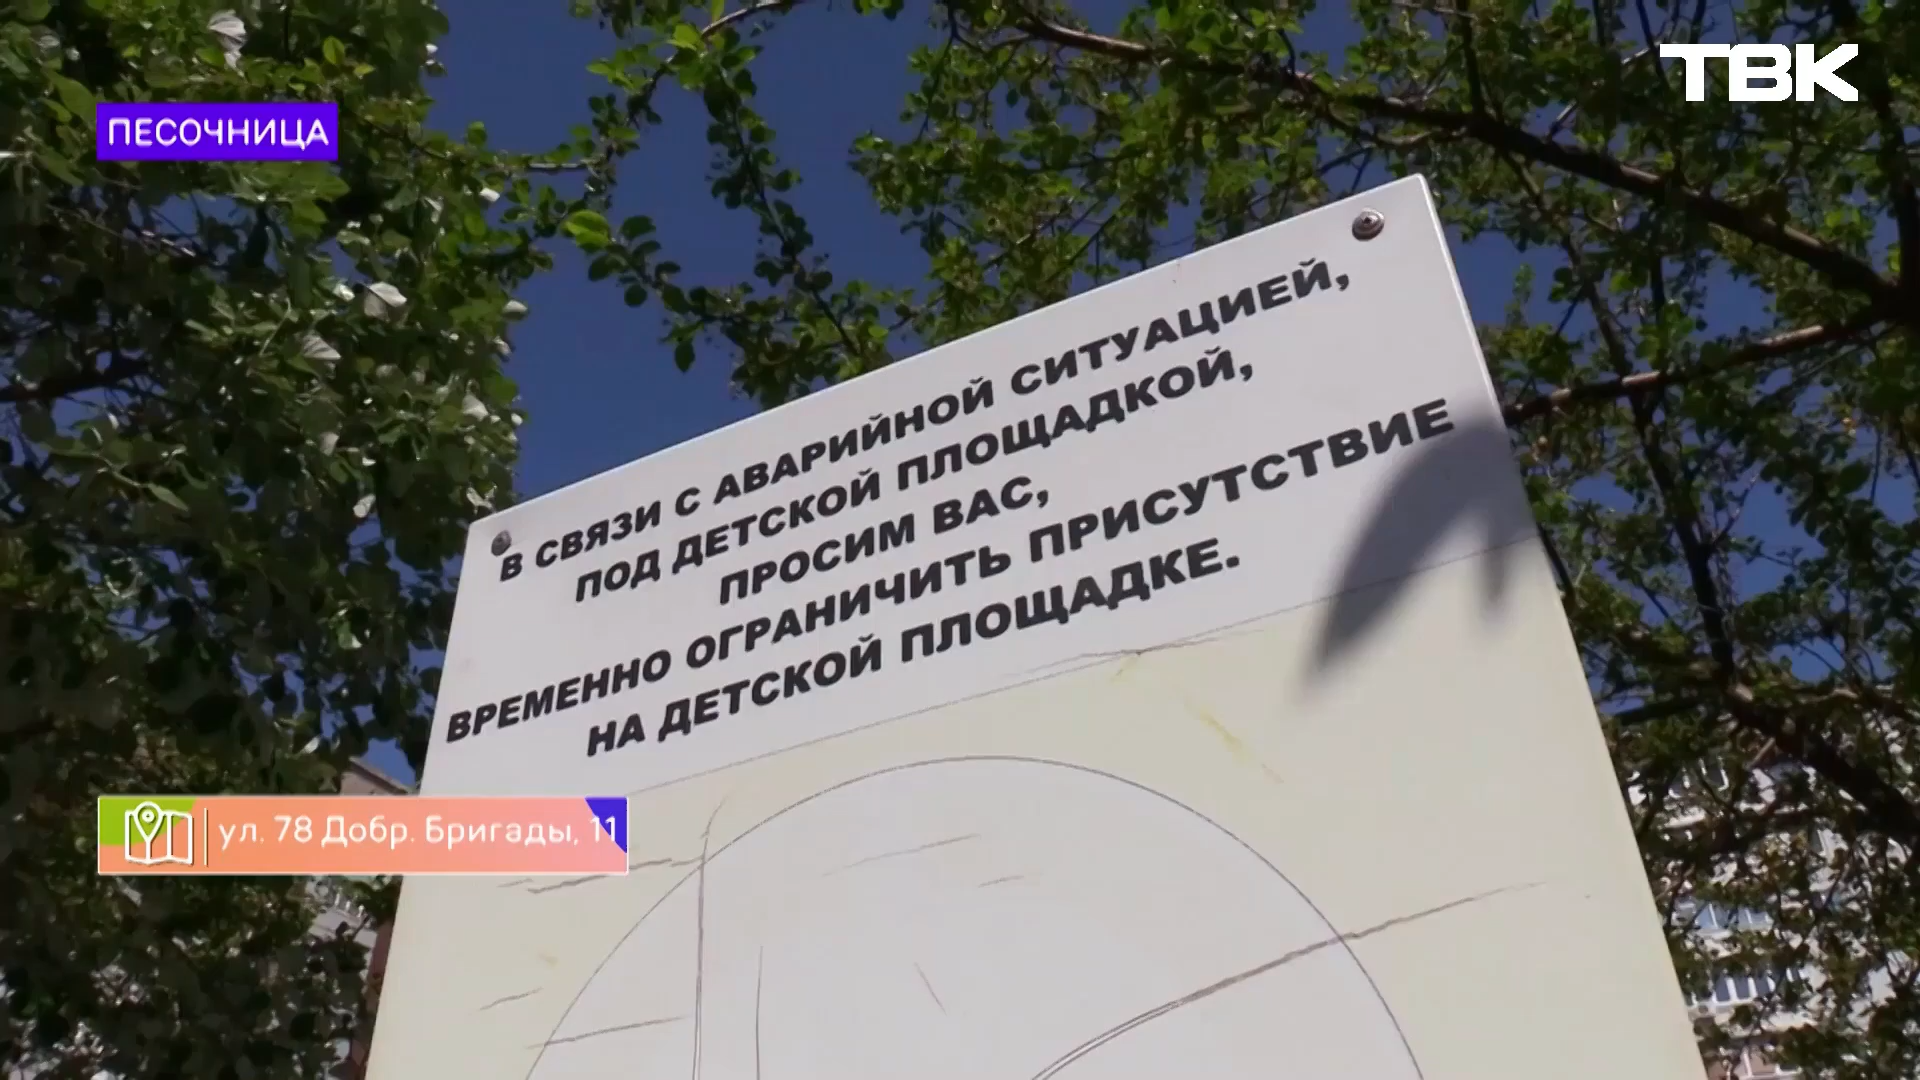 ТВК
ПЕСОЧНИЦА
В СВЯЗИ С АВАРИЙНОЙ СИТУАЦИЕЙ,
ПОД ДЕТСКОЙ ПЛОЩАДКОЙ,
ПРОСИМ ВАС,
ВРЕМЕННО ОГРАНИЧИТЬ ПРИСУТСТВИЕ
НА ДЕТСКОЙ ПЛОЩАДКЕ.
ул. 78 Добр. Бригады, 11